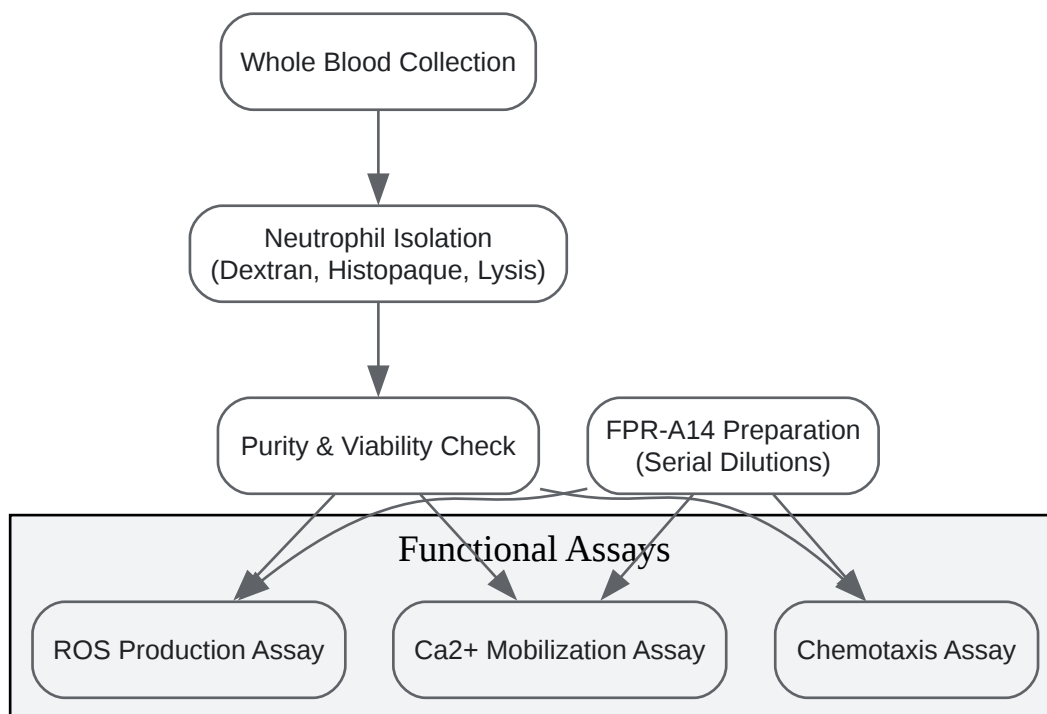 Whole Blood Collection
Neutrophil Isolation
(Dextran, Histopaque, Lysis)
Purity & Viability Check
FPR-A14 Preparation
(Serial Dilutions)
Functional Assays
ROS Production Assay
Ca2+ Mobilization Assay
Chemotaxis Assay